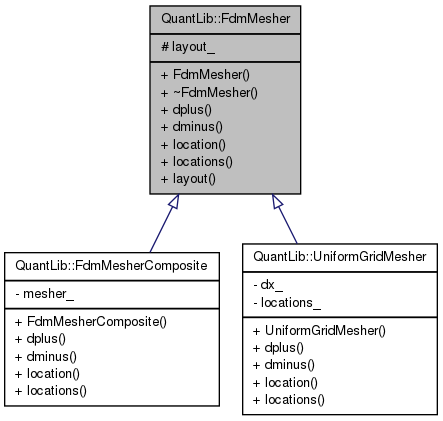 QuantLib::FdmMesher
# layout_
+ FdmMesher()
+ ~FdmMesher()
+ dplus()
+ dminus()
+ location()
+ locations()
+ layout()
QuantLib::FdmMesherComposite
- mesher_
+ FdmMesherComposite()
+ dplus()
+ dminus()
+ location()
+ locations()
QuantLib::UniformGridMesher
- dx_
- locations_
+ UniformGridMesher()
+ dplus()
+ dminus()
+ location()
+ locations()